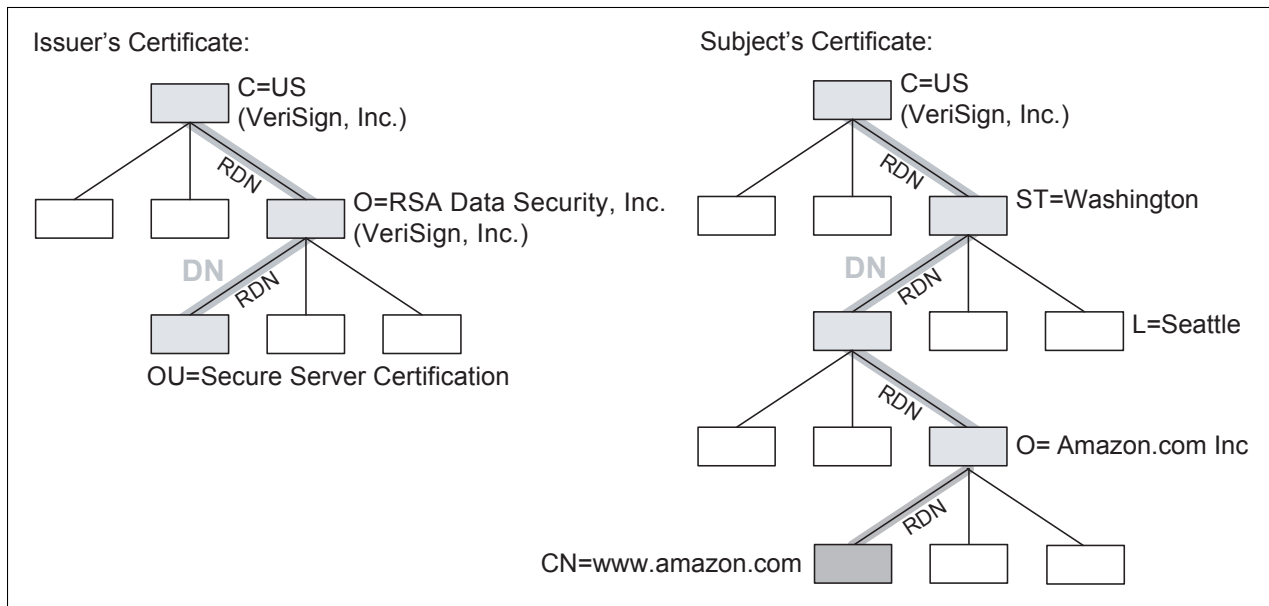 Issuer's Certificate:
C=US
(VeriSign, Inc.)
RDN
O=RSA Data Security, Inc.
(VeriSign, Inc.)
DN
RDN
OU=Secure Server Certification
Subject's Certificate:
C=US
(VeriSign, Inc.)
RDN
ST=Washington
DN
RDN
L=Seattle
RDN
O= Amazon.com Inc
RDN
CN=www.amazon.com